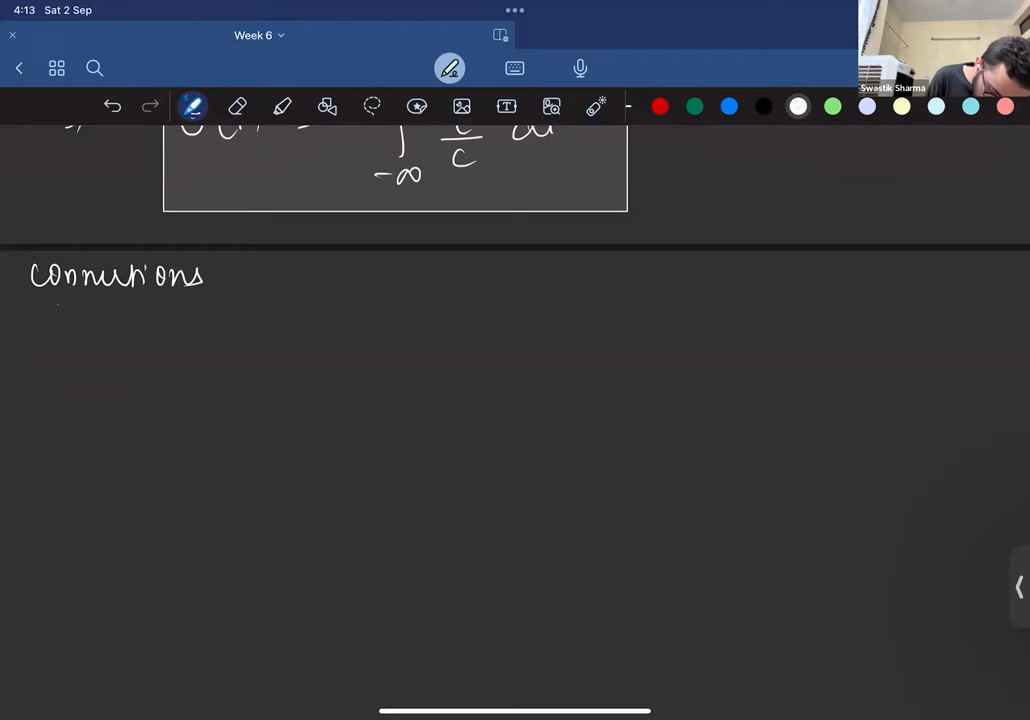 4:13 Sat 2 Sep
Week 6
Swastik Sharma
T
-∞
c
Connections